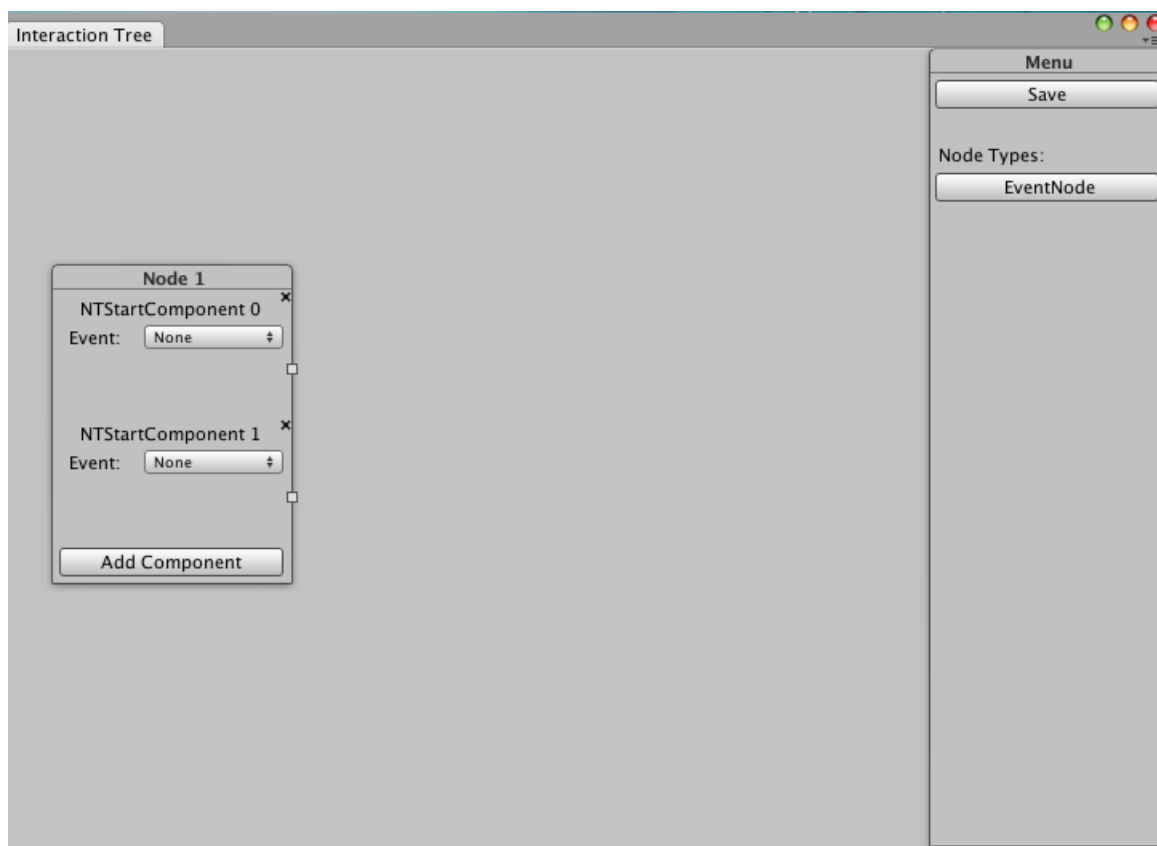 Interaction Tree
Menu
Save
Node Types:
EventNode
Node 1
NTStartComponent 0
Event: None
NTStartComponent 1
Event: None
Add Component